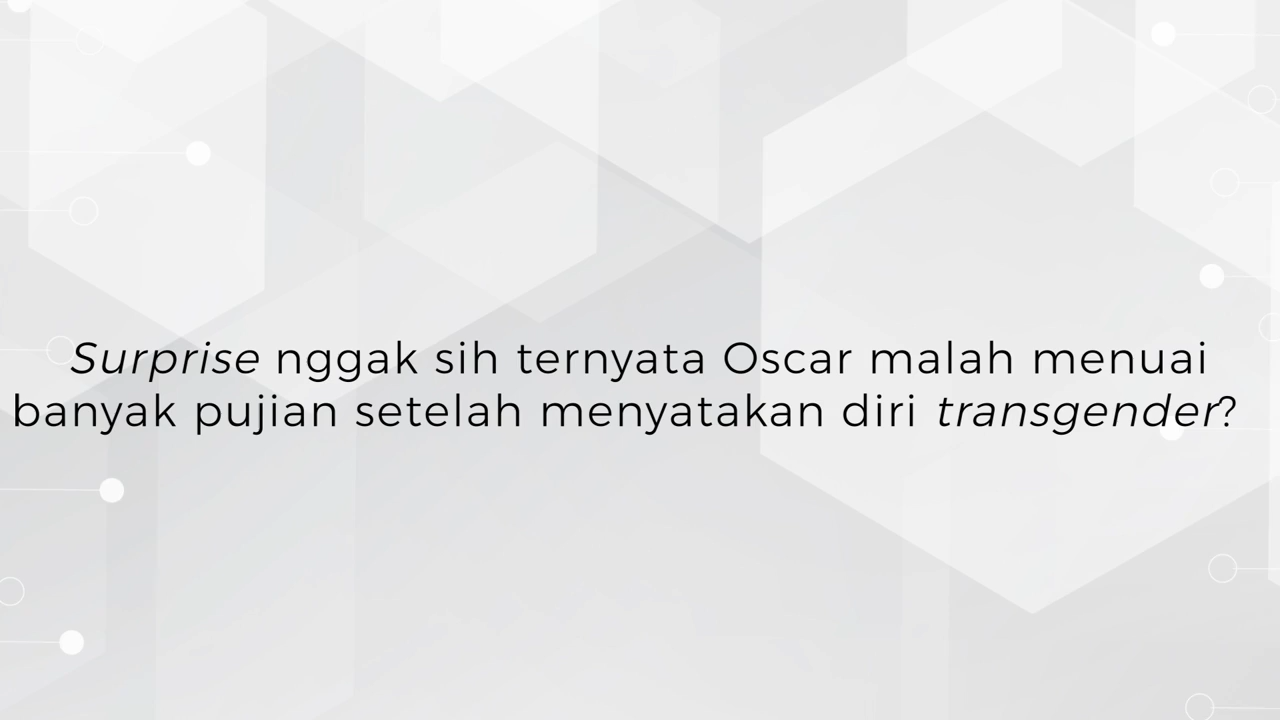 Surprise nggak sih ternyata Oscar malah menuai
banyak pujian setelah menyatakan diri transgender?